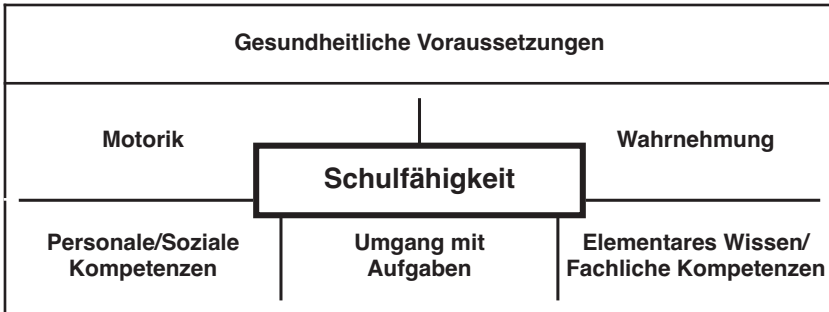 Gesundheitliche Voraussetzungen
Motorik
Wahrnehmung
Schulfähigkeit
Personale/Soziale
Kompetenzen
Umgang mit
Aufgaben
Elementares Wissen/
Fachliche Kompetenzen